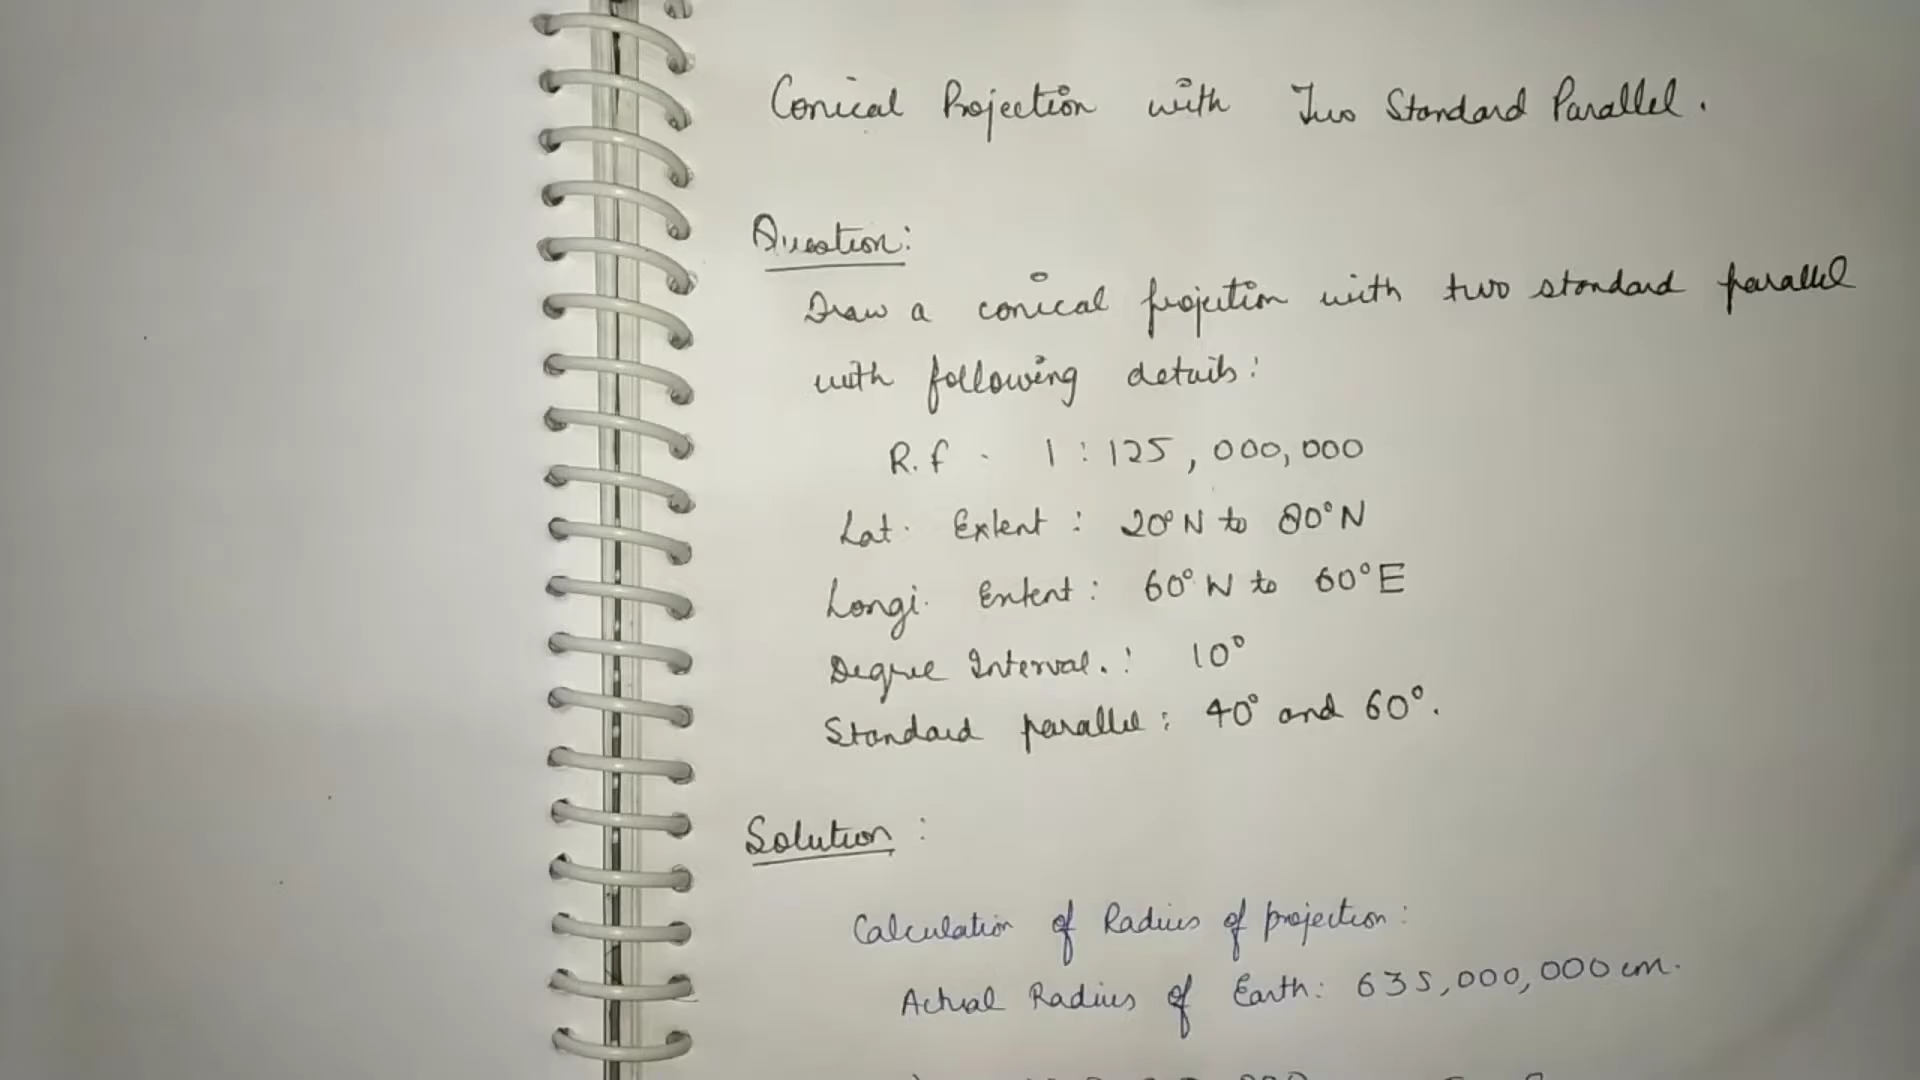 Conical Projection with Two Standard Parallel.
Question:
Draw a conical projection with two standard parallel
with following details:
R.f - 1 : 125,000,000
Lat. Extent : 20°N to 80°N
Longi. Extent : 60°W to 60°E
Degree Interval. : 10°
Standard parallel : 40° and 60°.
Solution :
Calculation of Radius of projection :
Actual Radius of Earth : 635,000,000 cm.